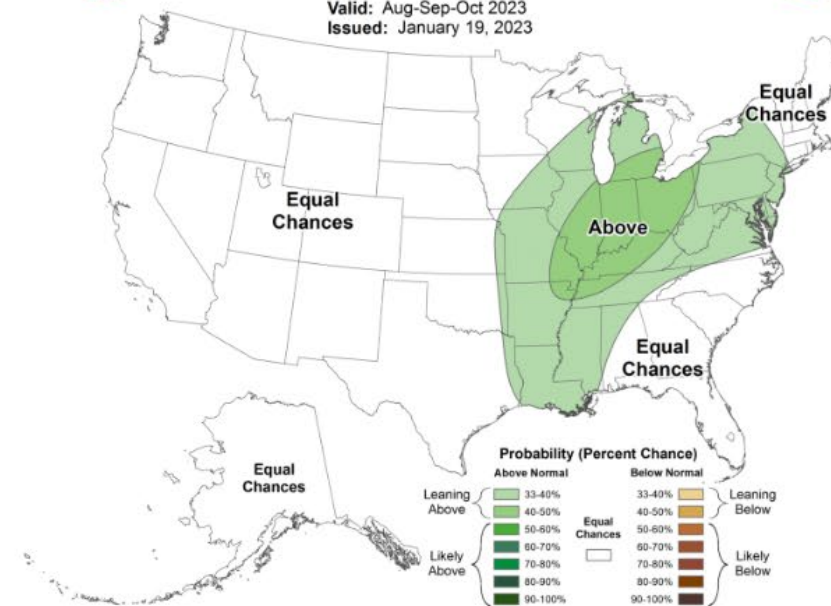 Valid: Aug-Sep-Oct 2023
Issued: January 19, 2023
Equal
Chances
Equal
Chances
Above
Equal
Chances
Equal
Chances
Probability (Percent Chance)
Above Normal Below Normal
Leaning
Above
33-40%
40-50%
Likely
Above
50-60%
60-70%
70-80%
80-90%
90-100%
Equal
Chances
33-40%
40-50%
Leaning
Below
50-60%
60-70%
70-80%
80-90%
90-100%
Likely
Below